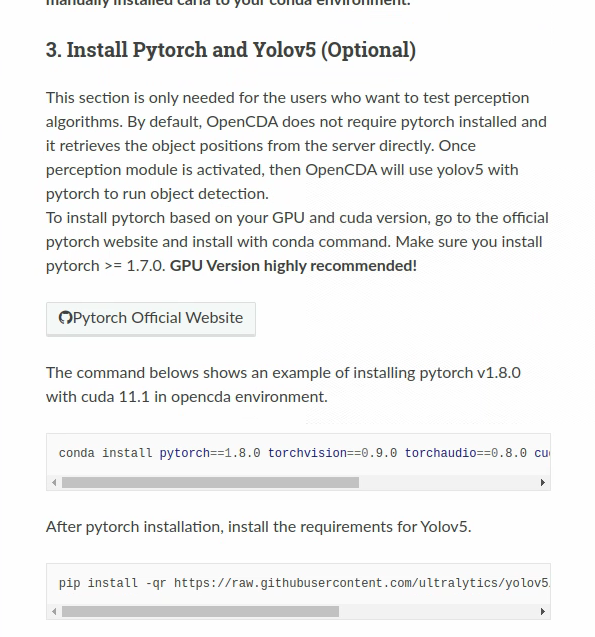 manually installed carla to your conda environment.
3. Install Pytorch and Yolov5 (Optional)
This section is only needed for the users who want to test perception
algorithms. By default, OpenCDA does not require pytorch installed and
it retrieves the object positions from the server directly. Once
perception module is activated, then OpenCDA will use yolov5 with
pytorch to run object detection.
To install pytorch based on your GPU and cuda version, go to the official
pytorch website and install with conda command. Make sure you install
pytorch >= 1.7.0. GPU Version highly recommended!
Pytorch Official Website
The command belows shows an example of installing pytorch v1.8.0
with cuda 11.1 in opencda environment.
conda install pytorch==1.8.0 torchvision==0.9.0 torchaudio==0.8.0
After pytorch installation, install the requirements for Yolov5.
pip install -qr https://raw.githubusercontent.com/ultralytics/yolov5